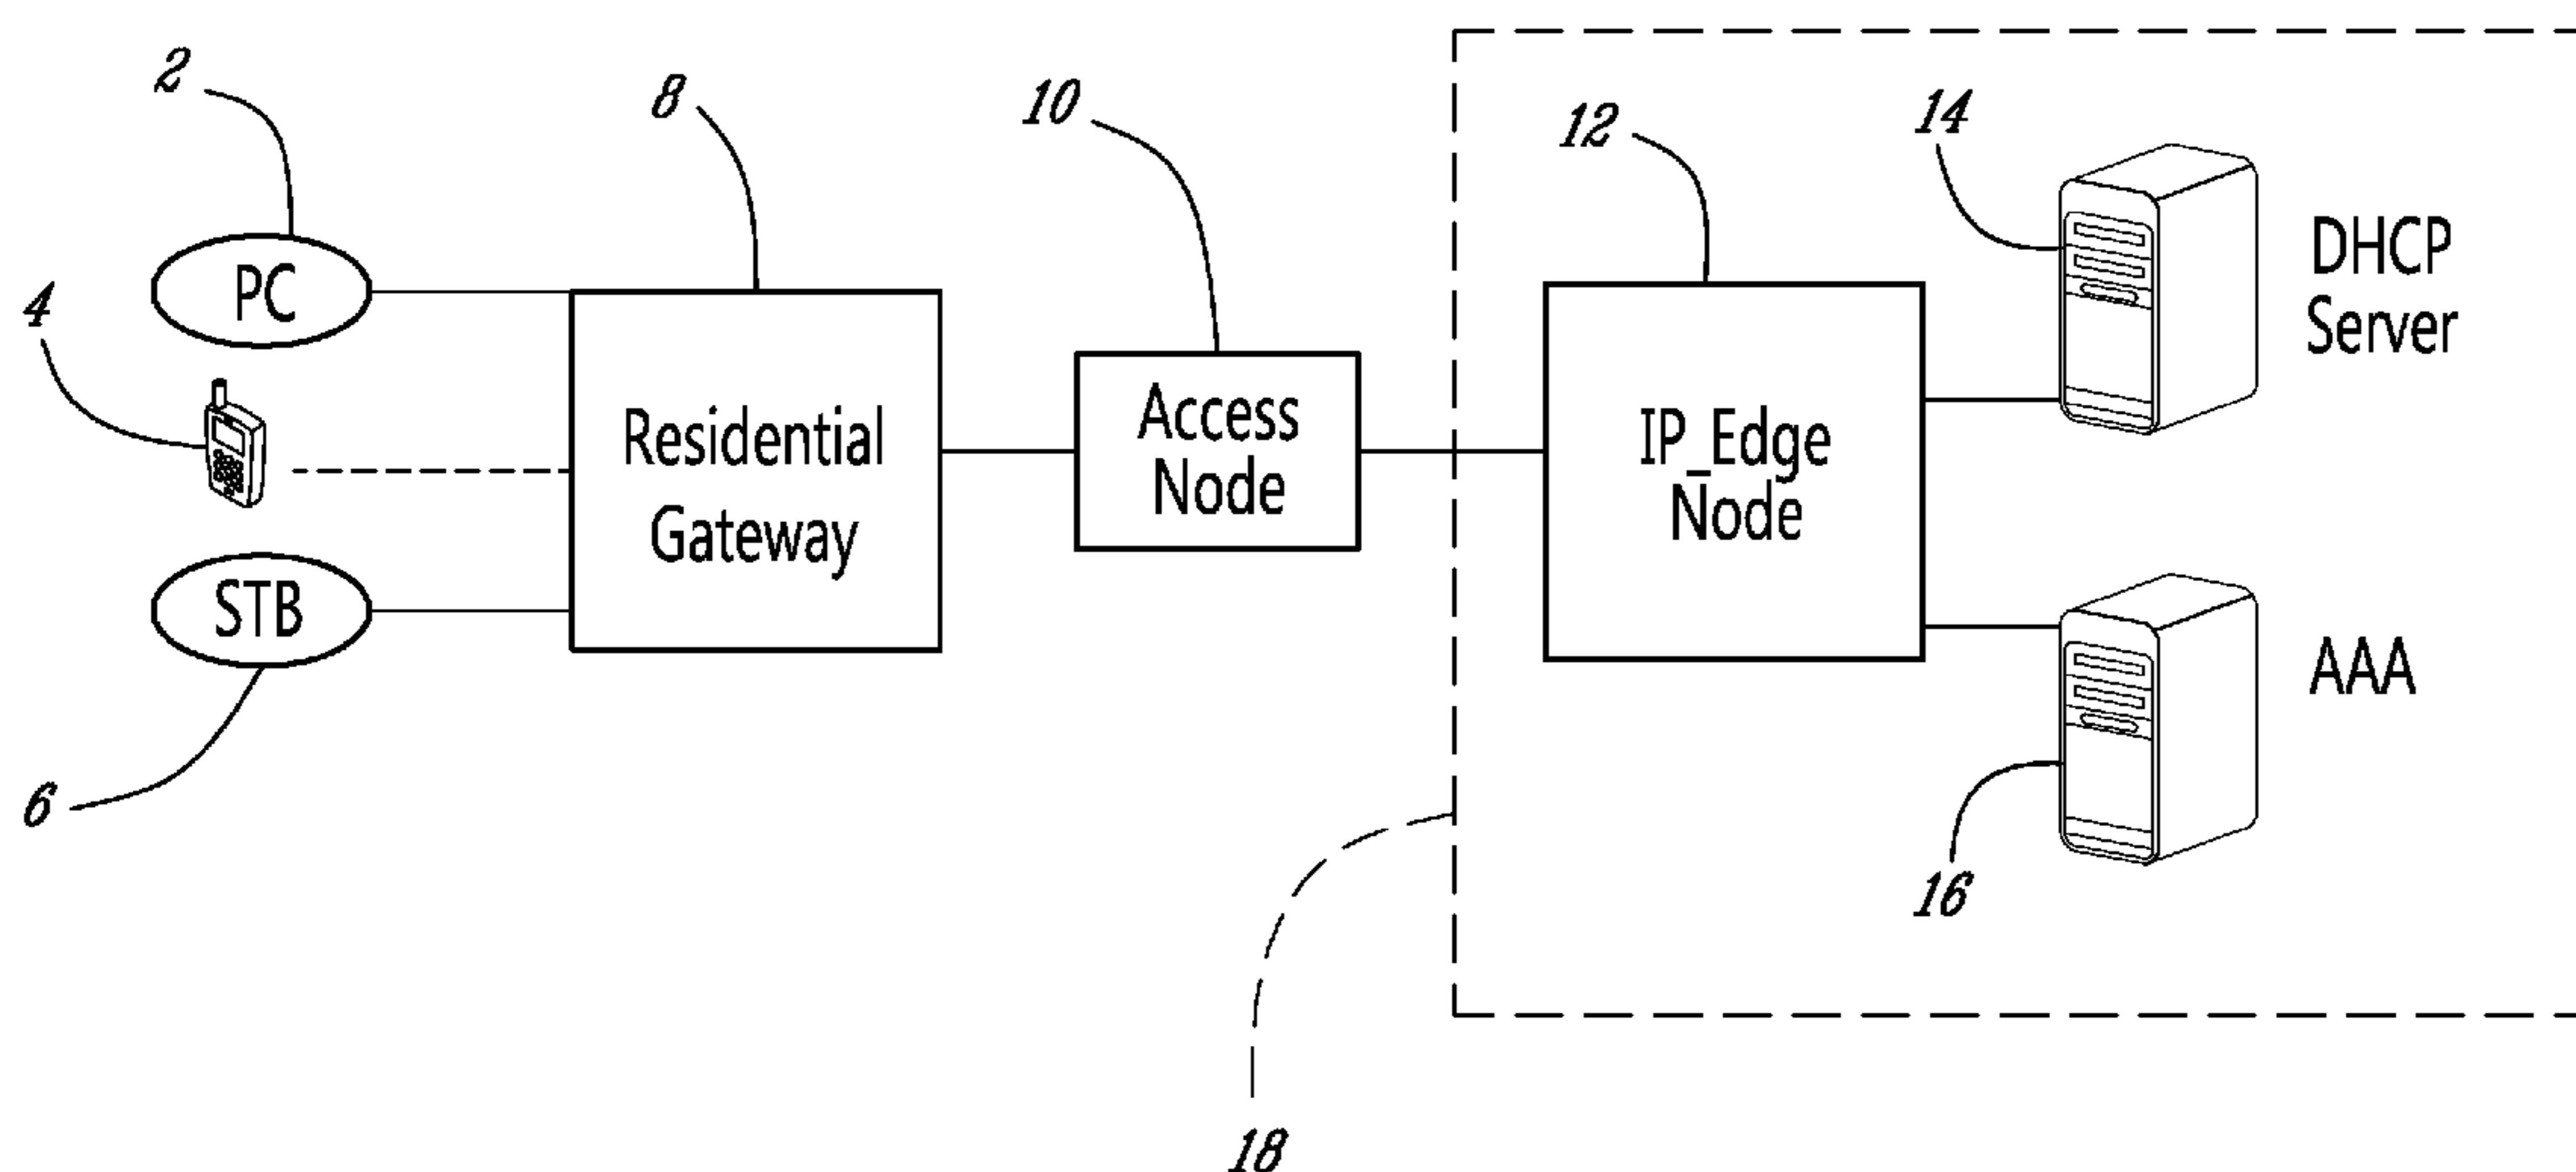 2
8
10
12
14
4
PC
DHCP
Server
Residential
Gateway
Access
Node
IP_Edge
Node
STB
AAA
6
16
18